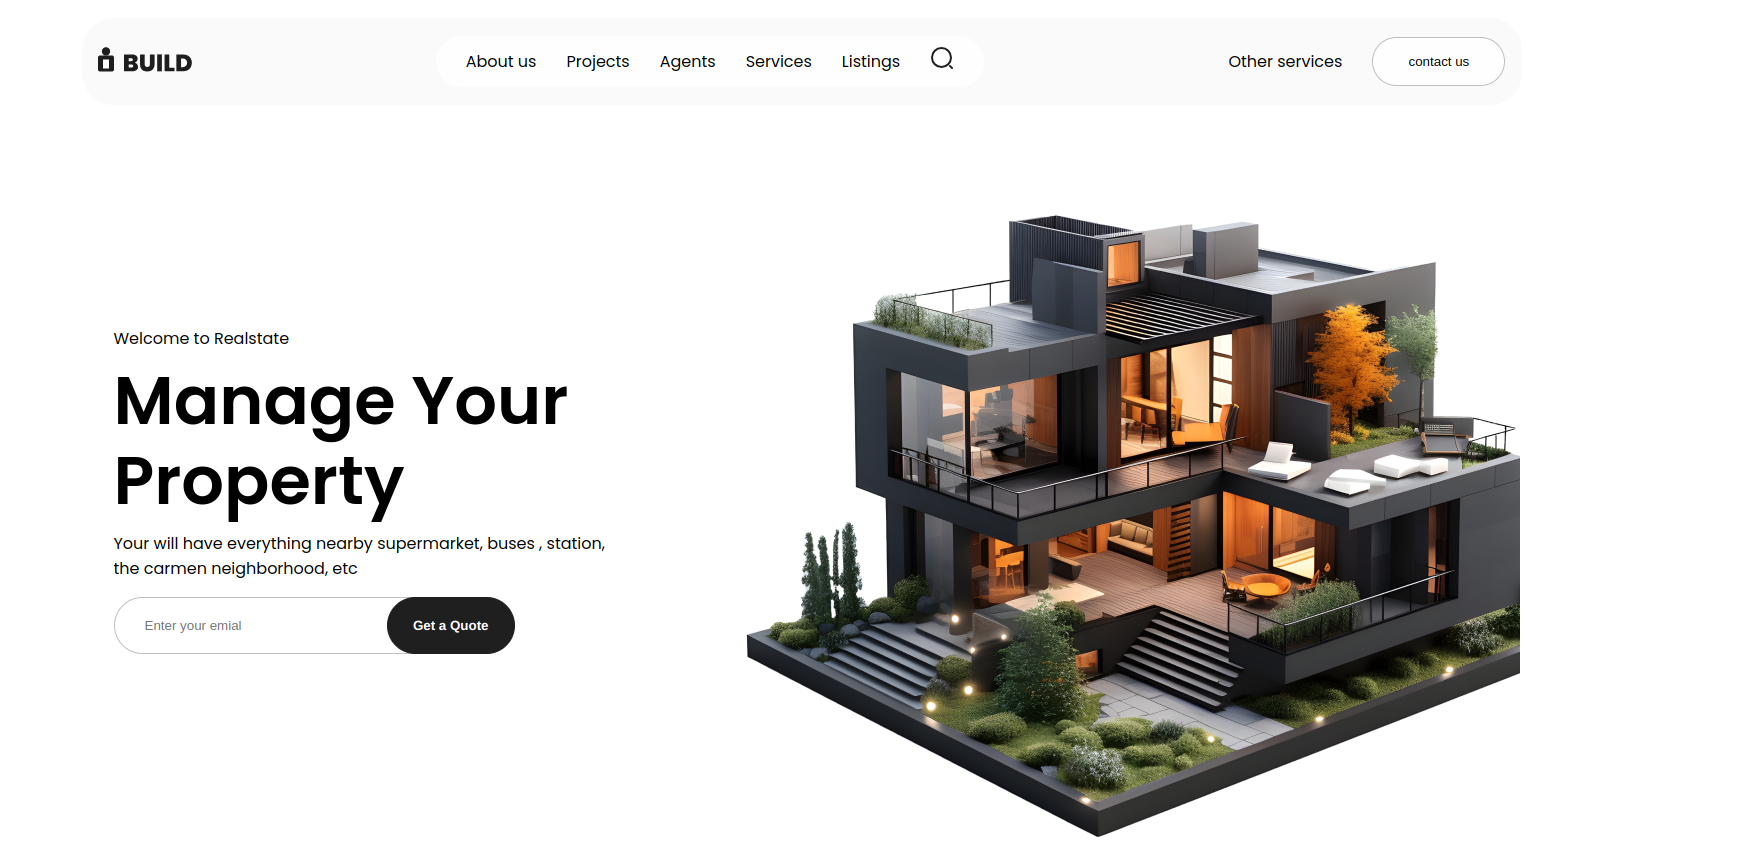 BUILD
About us Projects Agents Services Listings
Other services
contact us
Welcome to Realstate
Manage Your
Property
Your will have everything nearby supermarket, buses , station,
the carmen neighborhood, etc
Enter your emial
Get a Quote